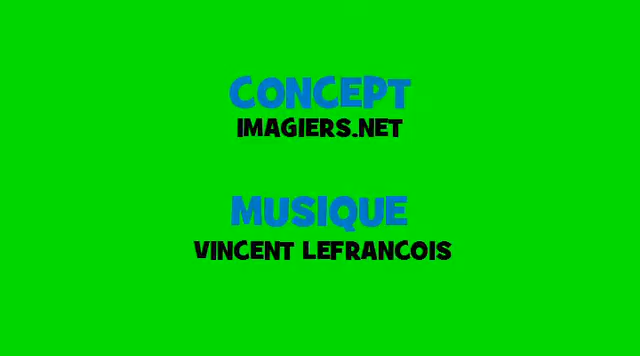 CONCEPT
IMAGIERS.NET
MUSIQUE
VINCENT LEFRANCOIS